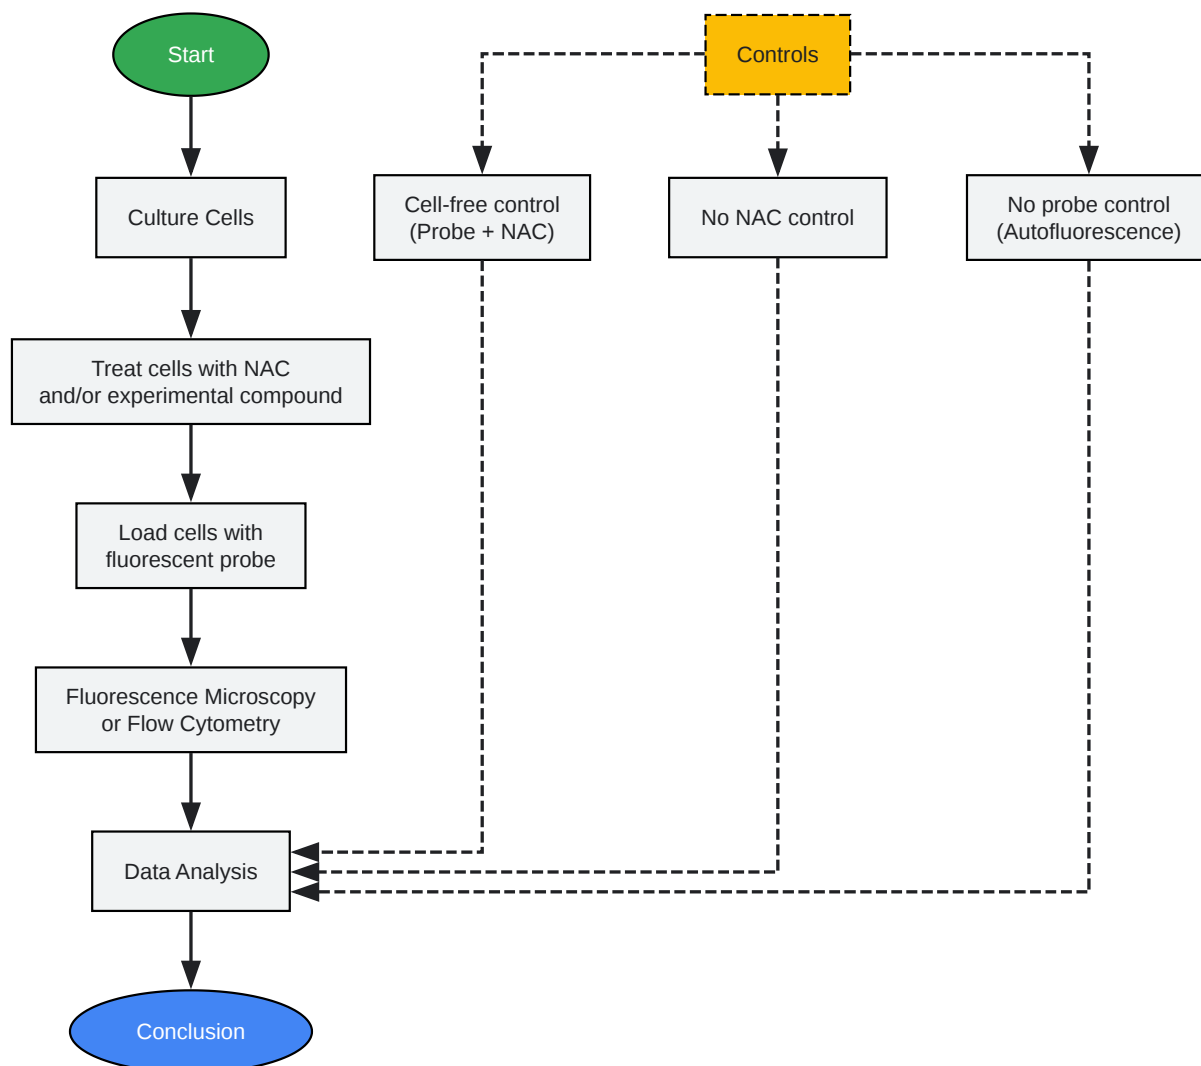 Start
Controls
Culture Cells
Cell-free control
(Probe + NAC)
No NAC control
No probe control
(Autofluorescence)
Treat cells with NAC
and/or experimental compound
Load cells with
fluorescent probe
Fluorescence Microscopy
or Flow Cytometry
Data Analysis
Conclusion